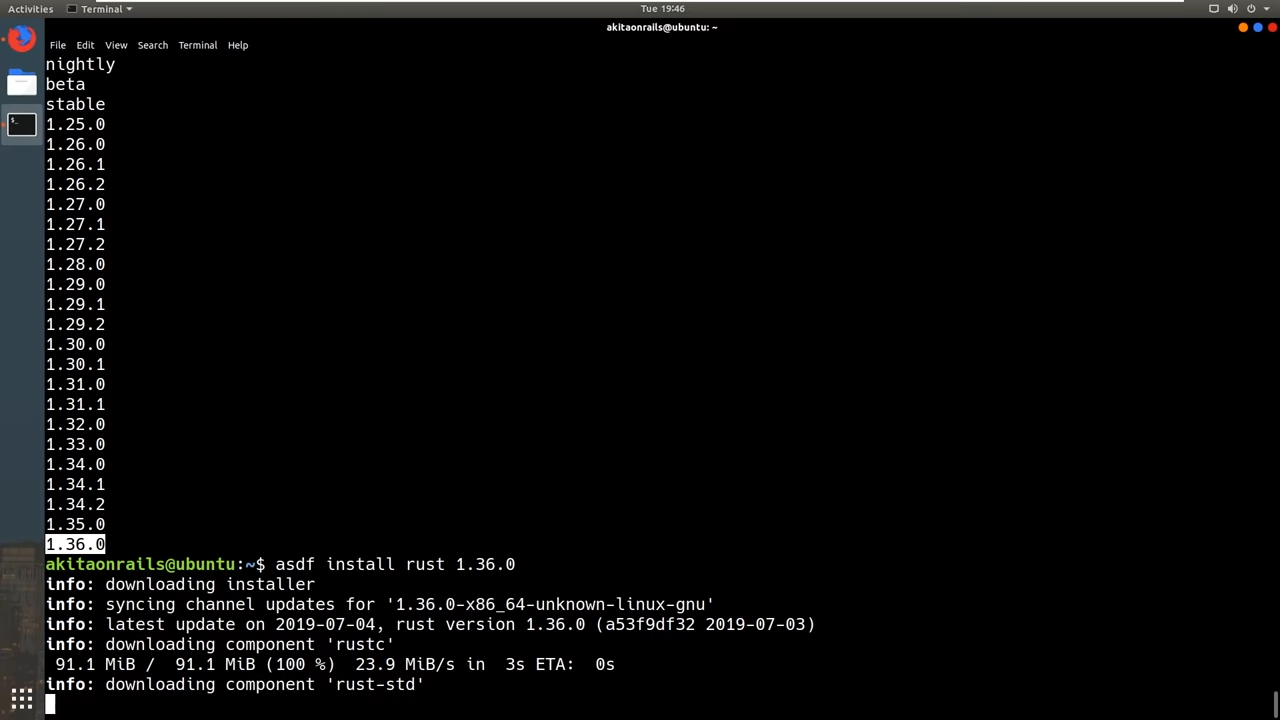 Activities
Terminal
Tue 19:46
akitaonrails@ubuntu: ~
File Edit View Search Terminal Help
nightly
beta
stable
1.25.0
1.26.0
1.26.1
1.26.2
1.27.0
1.27.1
1.27.2
1.28.0
1.29.0
1.29.1
1.29.2
1.30.0
1.30.1
1.31.0
1.31.1
1.32.0
1.33.0
1.34.0
1.34.1
1.34.2
1.35.0
1.36.0
akitaonrails@ubuntu:~$ asdf install rust 1.36.0
info: downloading installer
info: syncing channel updates for '1.36.0-x86_64-unknown-linux-gnu'
info: latest update on 2019-07-04, rust version 1.36.0 (a53f9df32 2019-07-03)
info: downloading component 'rustc'
91.1 MiB /  91.1 MiB (100 %)  23.9 MiB/s in  3s ETA:  0s
info: downloading component 'rust-std'